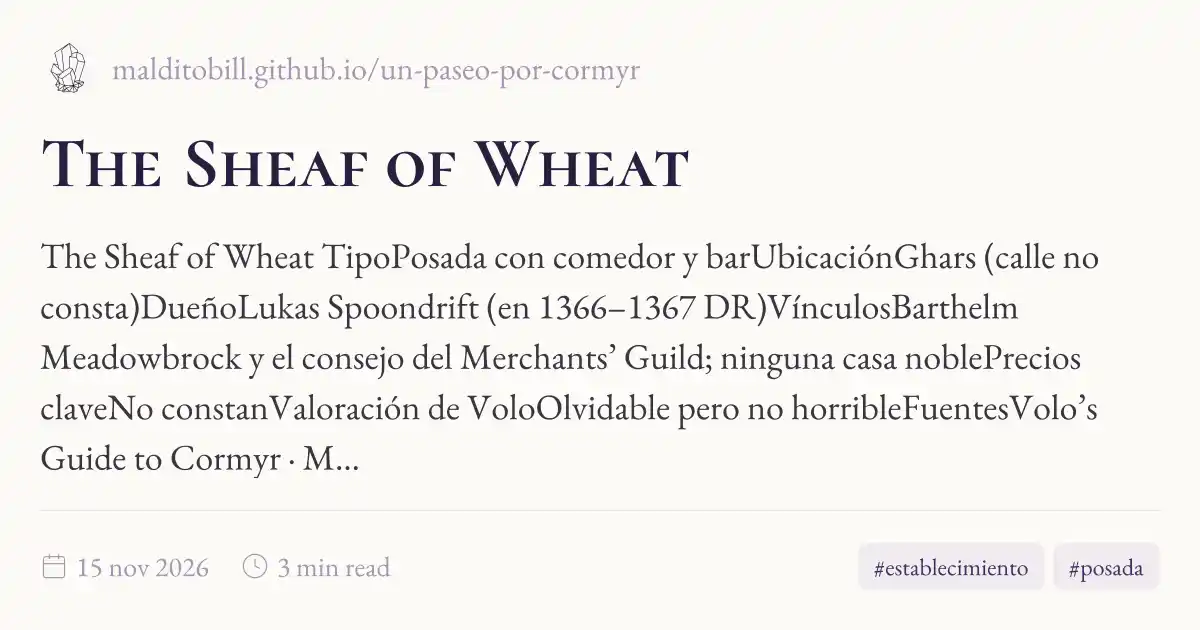 malditobill.github.io/un-paseo-por-cormyr
The Sheaf of Wheat
The Sheaf of Wheat TipoPosada con comedor y barUbicaciónGhars (calle no
consta)DueñoLukas Spoondrift (en 1366–1367 DR)VínculosBarthelm
Meadowbrock y el consejo del Merchants’ Guild; ninguna casa noblePrecios
claveNo constanValoración de VoloOlvidable pero no horribleFuentesVolo’s
Guide to Cormyr · M...
15 nov 2026 3 min read #establecimiento #posada